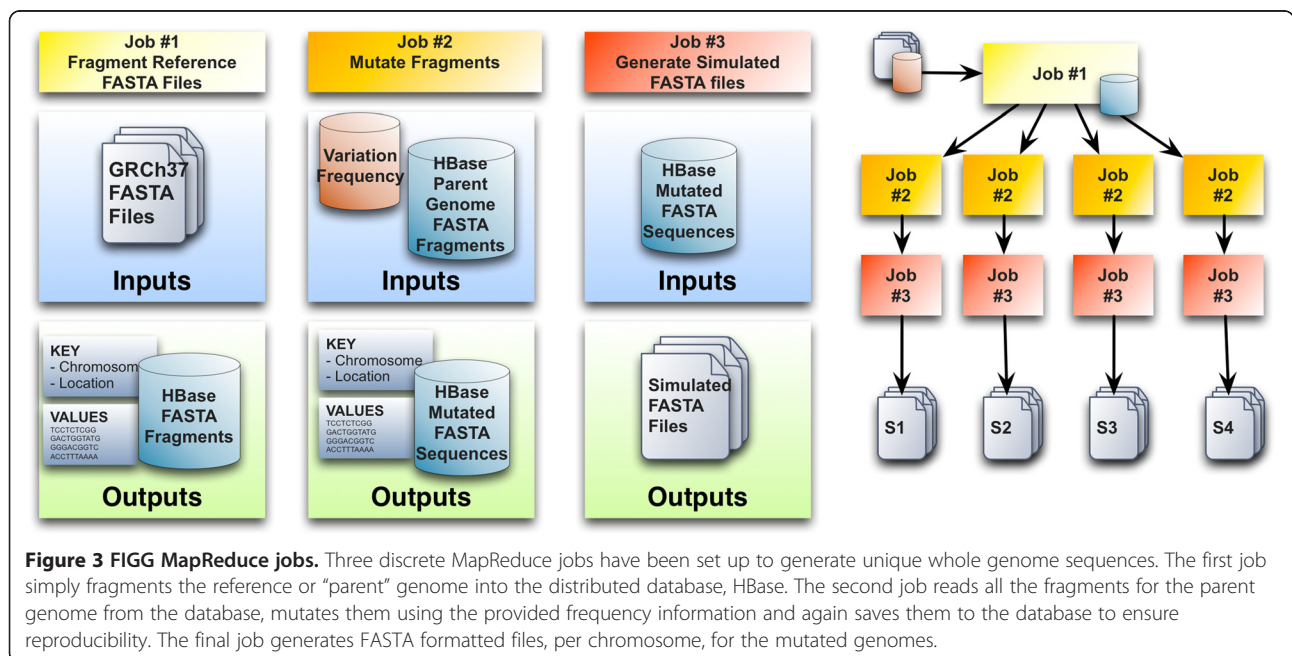 Job #1
Fragment Reference
FASTA Files
GRCh37
FASTA
Files
Inputs
KEY
- Chromosom
- Location
VALUES
TCCTCTCGG
GACTGGTATG
GGGACGGTC
ACCTTTAAAA
HBase
FASTA
Fragments
Outputs
Job #2
Mutate Fragments
Variation
Frequency
HBase
Parent
Genome
FASTA
Fragments
Inputs
KEY
- Chromosome
- Location
VALUES
TCCTCTCGG
GACTGGTATG
GGGACGGTC
ACCTTTAAAA
HBase
Mutated
FASTA
Sequences
Outputs
Job #3
Generate Simulated
FASTA files
HBase
Mutated
FASTA
Sequences
Inputs
Simulated
FASTA
Files
Outputs
Job #1
Job
#2
Job
#2
Job
#2
Job
#2
Job
#3
Job
#3
Job
#3
Job
#3
S1
S2
S3
S4
Figure 3 FIGG MapReduce jobs. Three discrete MapReduce jobs have been set up to generate unique whole genome sequences. The first job
simply fragments the reference or “parent” genome into the distributed database, HBase. The second job reads all the fragments for the parent
genome from the database, mutates them using the provided frequency information and again saves them to the database to ensure
reproducibility. The final job generates FASTA formatted files, per chromosome, for the mutated genomes.